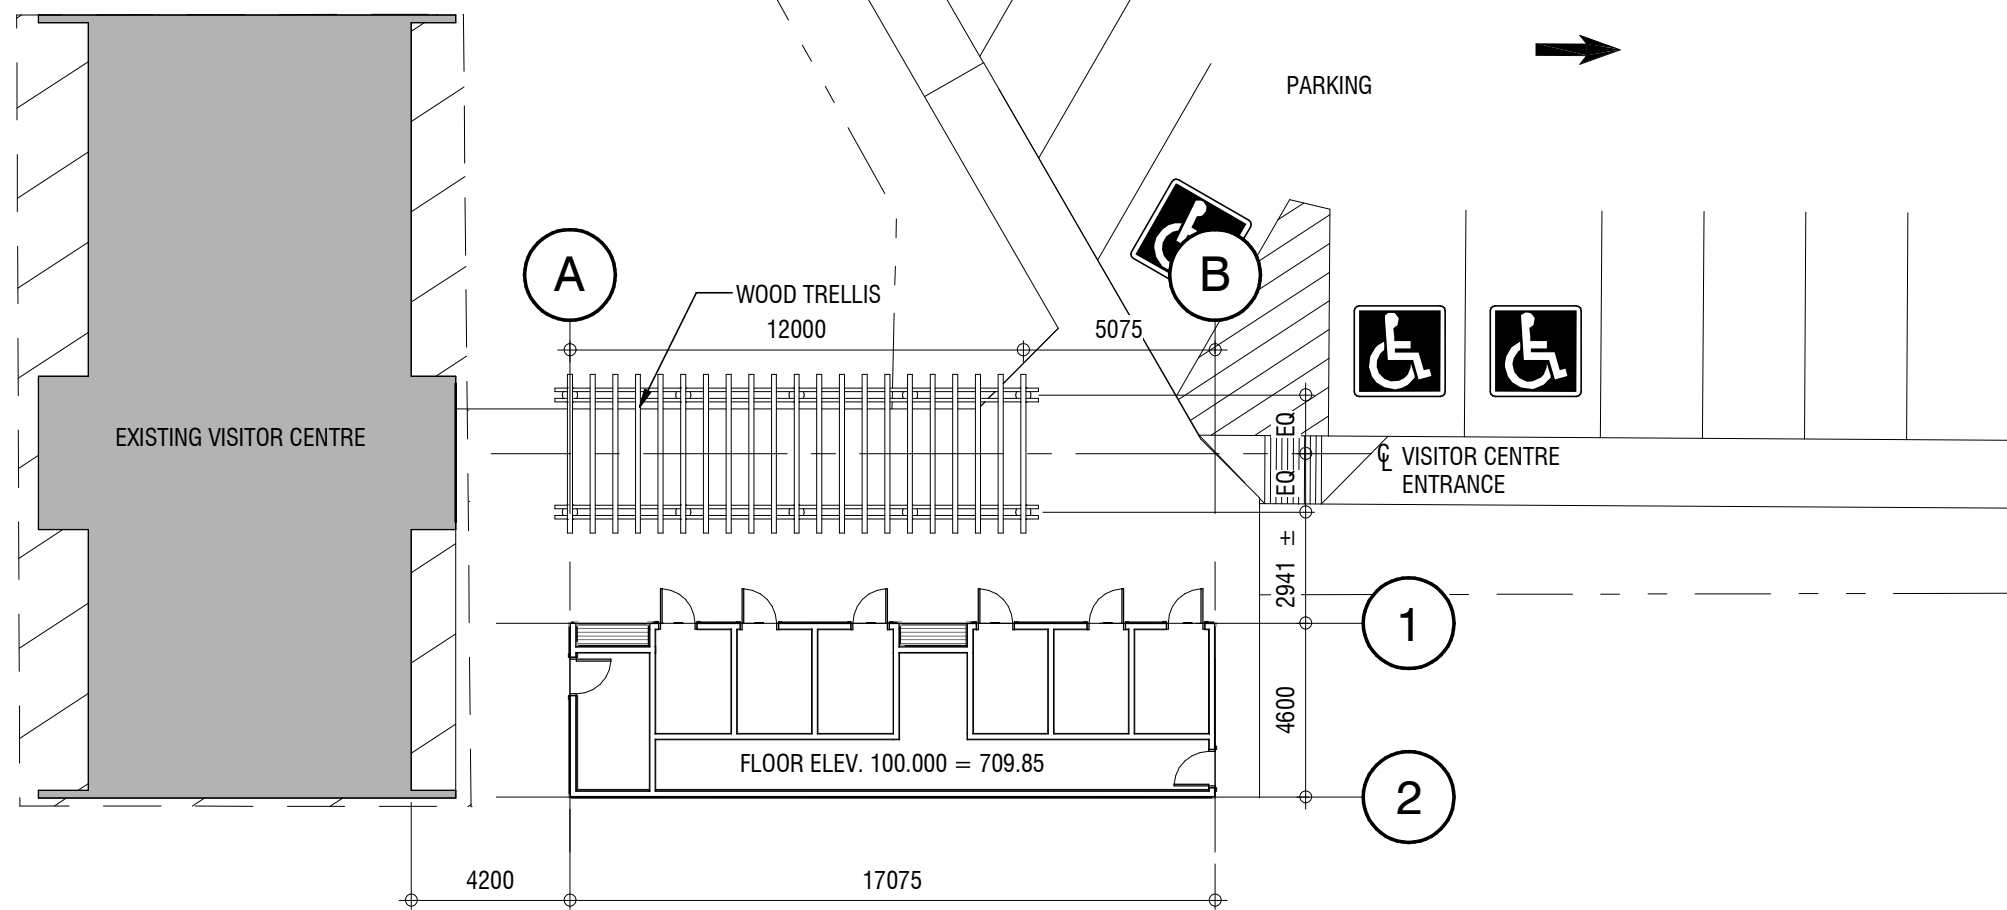 PARKING
A
B
WOOD TRELLIS
12000
5075
EXISTING VISITOR CENTRE
EQ
EQ
℄ VISITOR CENTRE
ENTRANCE
2941 ±
1
4600
FLOOR ELEV. 100.000 = 709.85
2
4200
17075